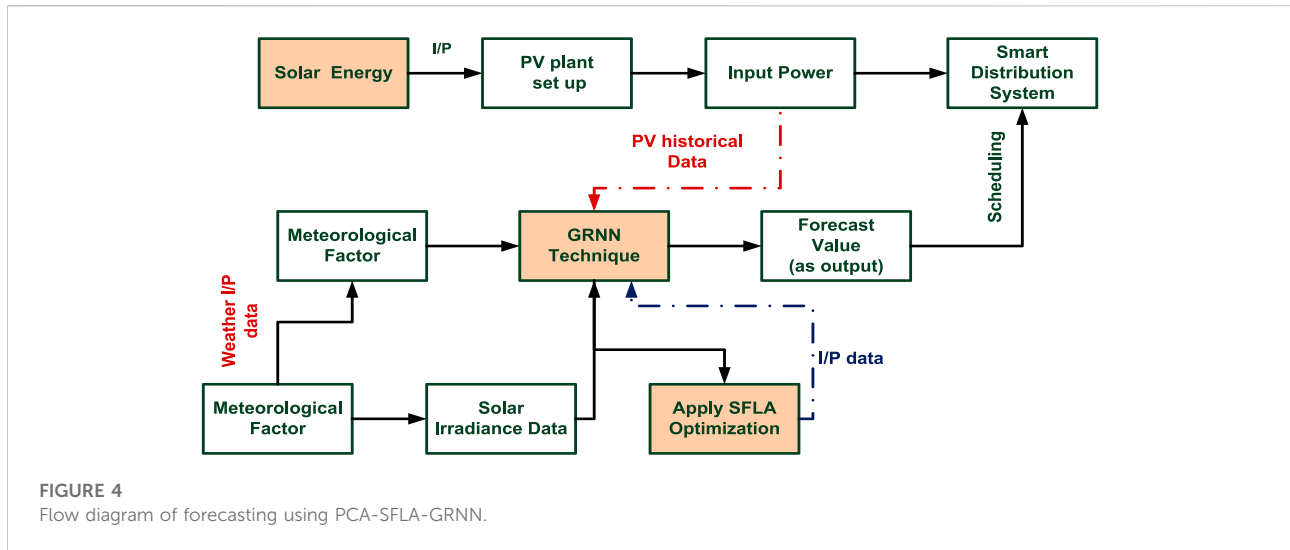 I/P
Solar Energy
PV plant
set up
Input Power
Smart
Distribution
System
PV historical
Data
Scheduling
Meteorological
Factor
GRNN
Technique
Forecast
Value
(as output)
Weather I/P
data
I/P data
Meteorological
Factor
Solar
Irradiance Data
Apply SFLA
Optimization
FIGURE 4
Flow diagram of forecasting using PCA-SFLA-GRNN.